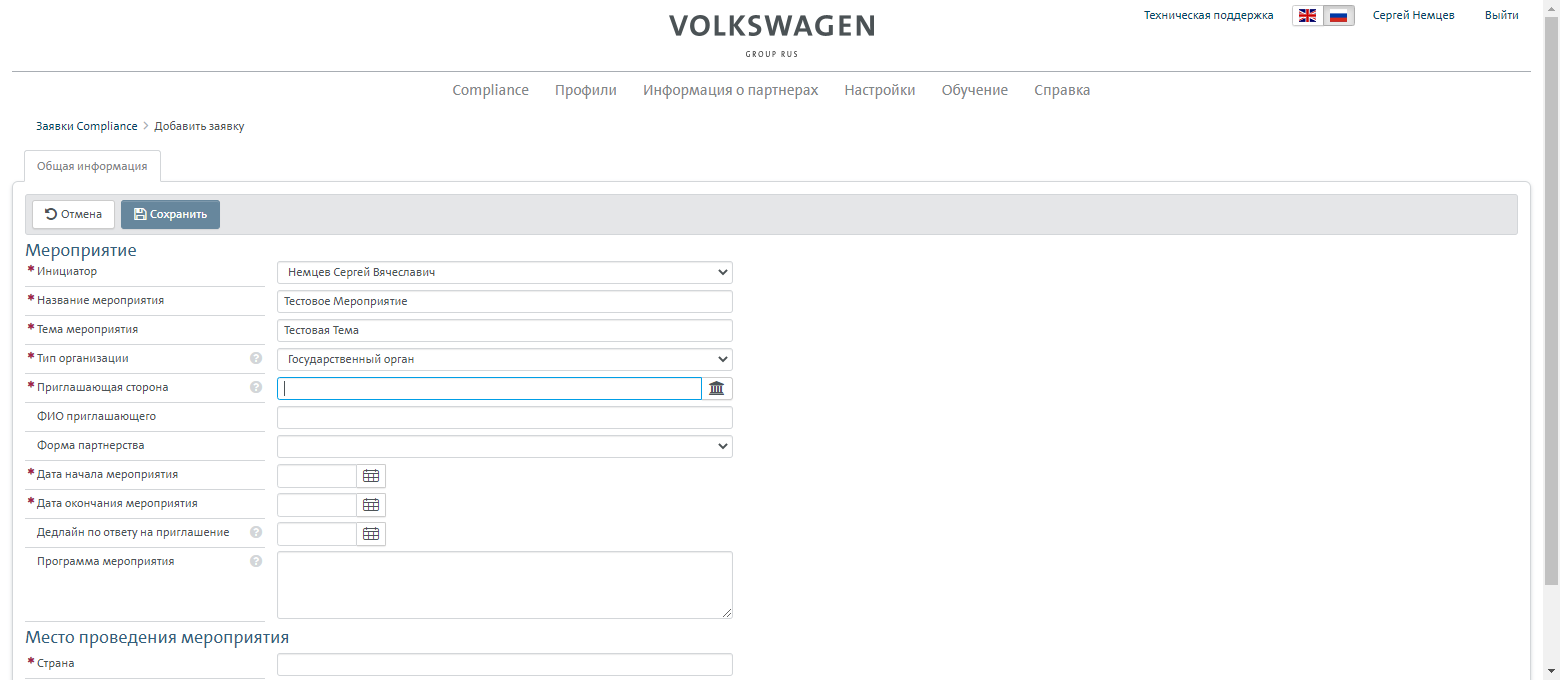 Техническая поддержка
Сергей Немцев
Выйти
VOLKSWAGEN
GROUP RUS
Compliance Профили Информация о партнерах Настройки Обучение Справка
Заявки Compliance > Добавить заявку
Общая информация
Отмена Сохранить
Мероприятие
* Инициатор Немцев Сергей Вячеславич
* Название мероприятия Тестовое Мероприятие
* Тема мероприятия Тестовая Тема
* Тип организации ? Государственный орган
* Приглашающая сторона ?
ФИО приглашающего
Форма партнерства
* Дата начала мероприятия
* Дата окончания мероприятия
Дедлайн по ответу на приглашение ?
Программа мероприятия ?
Место проведения мероприятия
* Страна